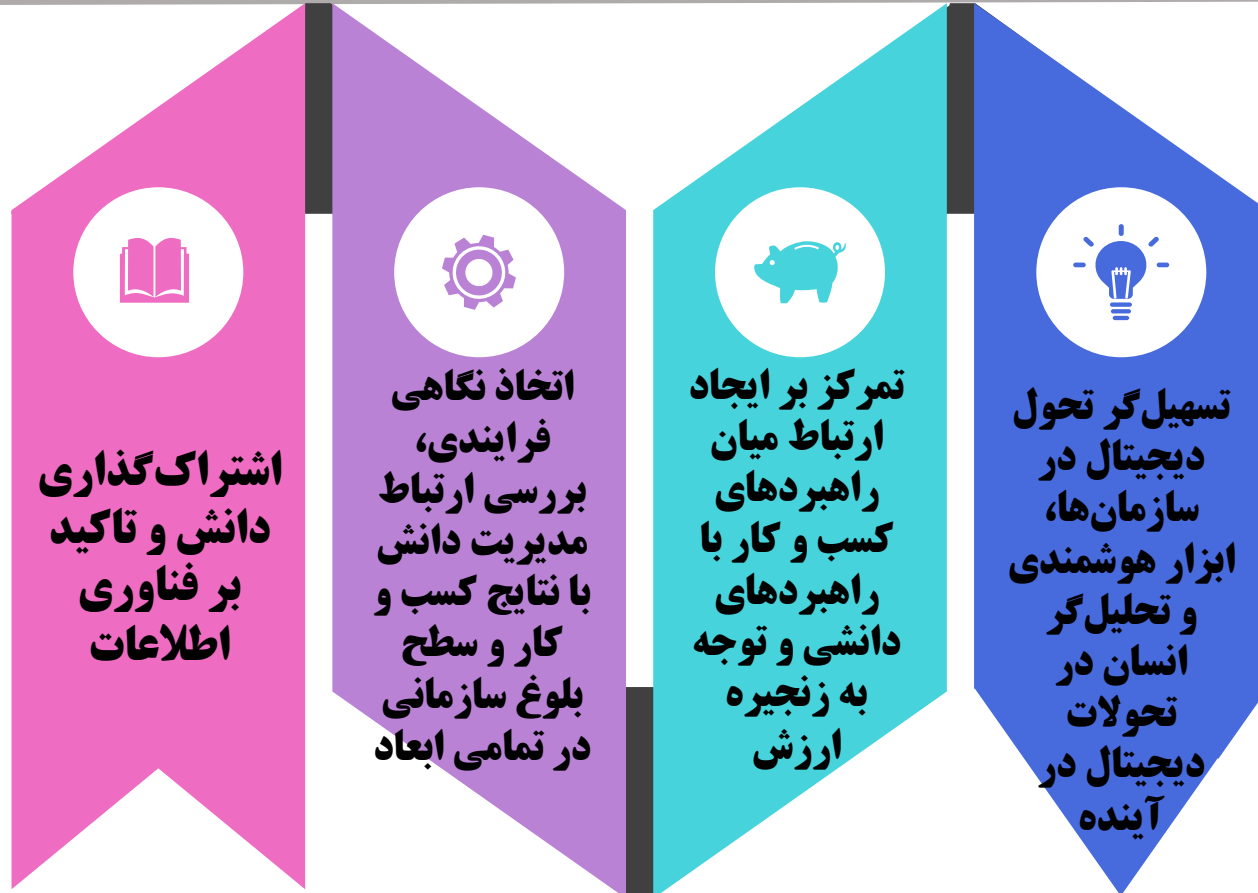 اشتراک‌گذاری
دانش و تاکید
بر فناوری
اطلاعات
اتخاذ نگاهی
فرایندی،
بررسی ارتباط
مدیریت دانش
با نتایج کسب و
کار و سطح
بلوغ سازمانی
در تمامی ابعاد
تمرکز بر ایجاد
ارتباط میان
راهبردهای
کسب و کار با
راهبردهای
دانشی و توجه
به زنجیره
ارزش
تسهیل‌گر تحول
دیجیتال در
سازمان‌ها،
ابزار هوشمندی
و تحلیل‌گر
انسان در
تحولات
دیجیتال در
آینده